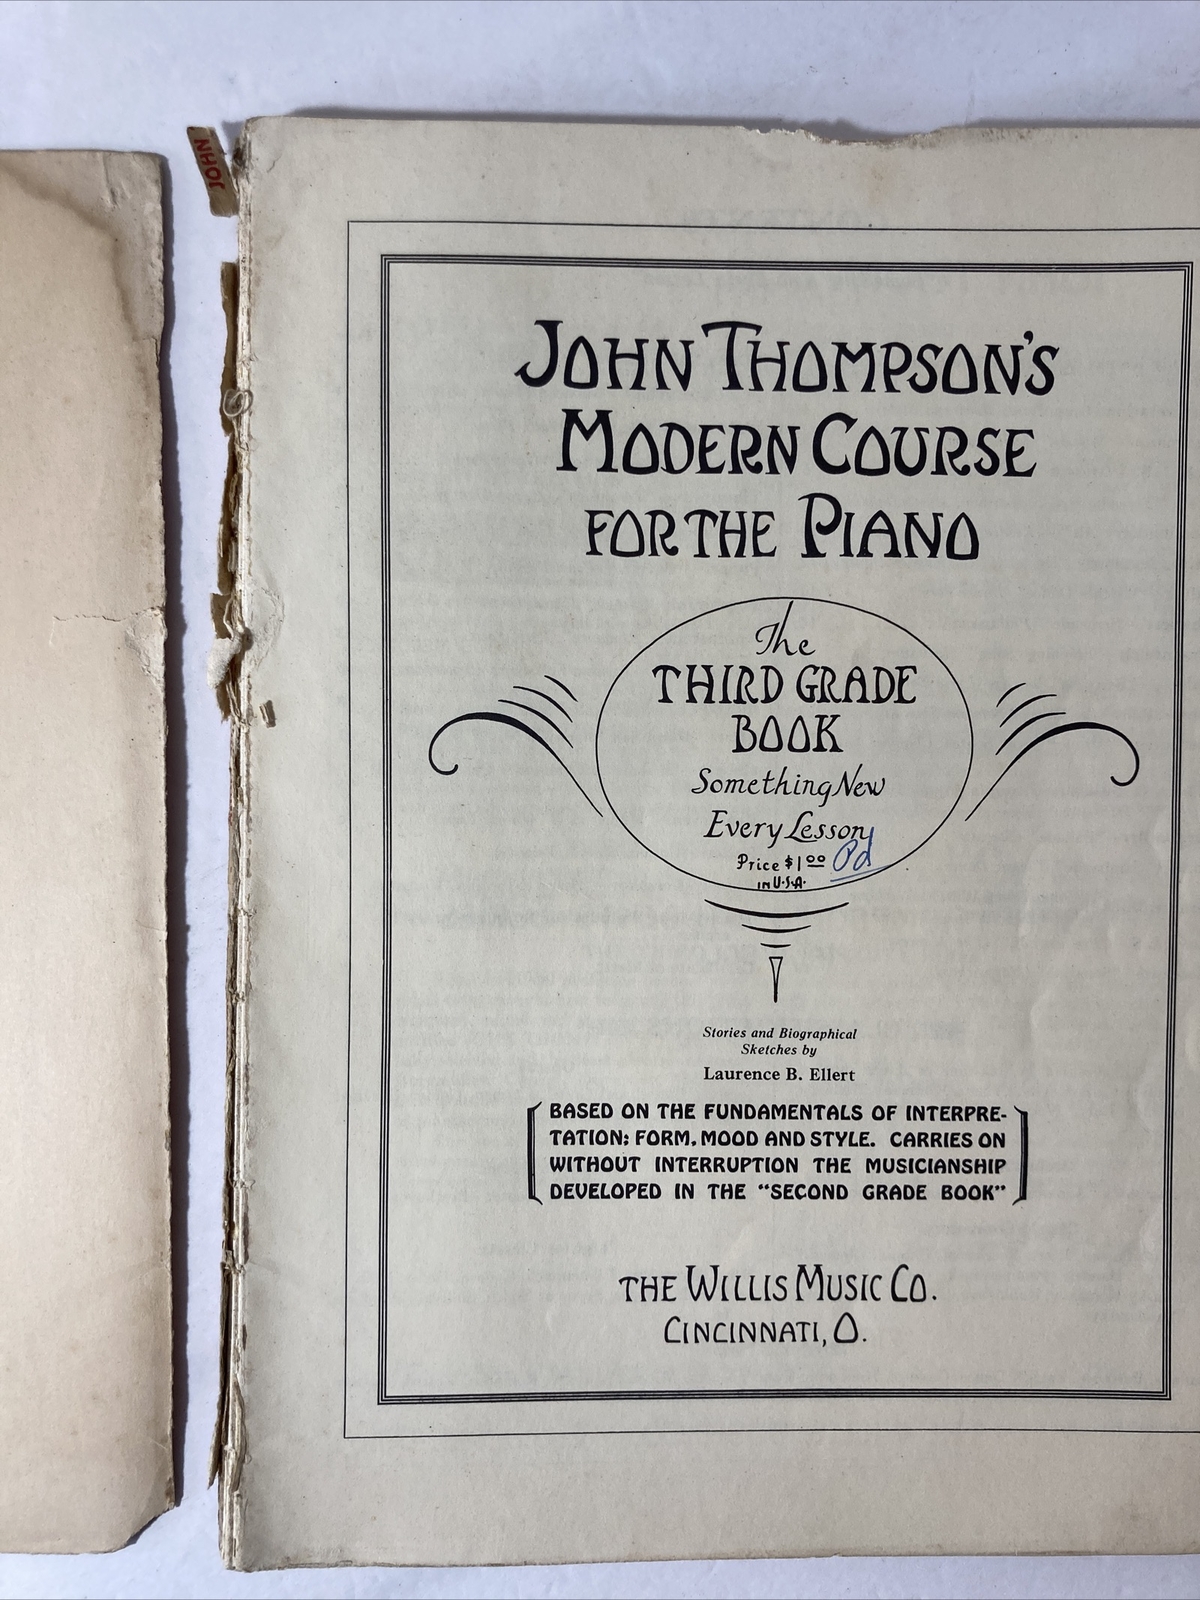 JOHN
JOHN THOMPSON'S
MODERN COURSE
FOR THE PIANO
The
THIRD GRADE
BOOK
Something New
Every Lesson
Price $1.00 Pd
IN U.S.A.
Stories and Biographical
Sketches by
Laurence B. Ellert
BASED ON THE FUNDAMENTALS OF INTERPRE-
TATION; FORM, MOOD AND STYLE. CARRIES ON
WITHOUT INTERRUPTION THE MUSICIANSHIP
DEVELOPED IN THE "SECOND GRADE BOOK"
THE WILLIS MUSIC CO.
CINCINNATI, O.